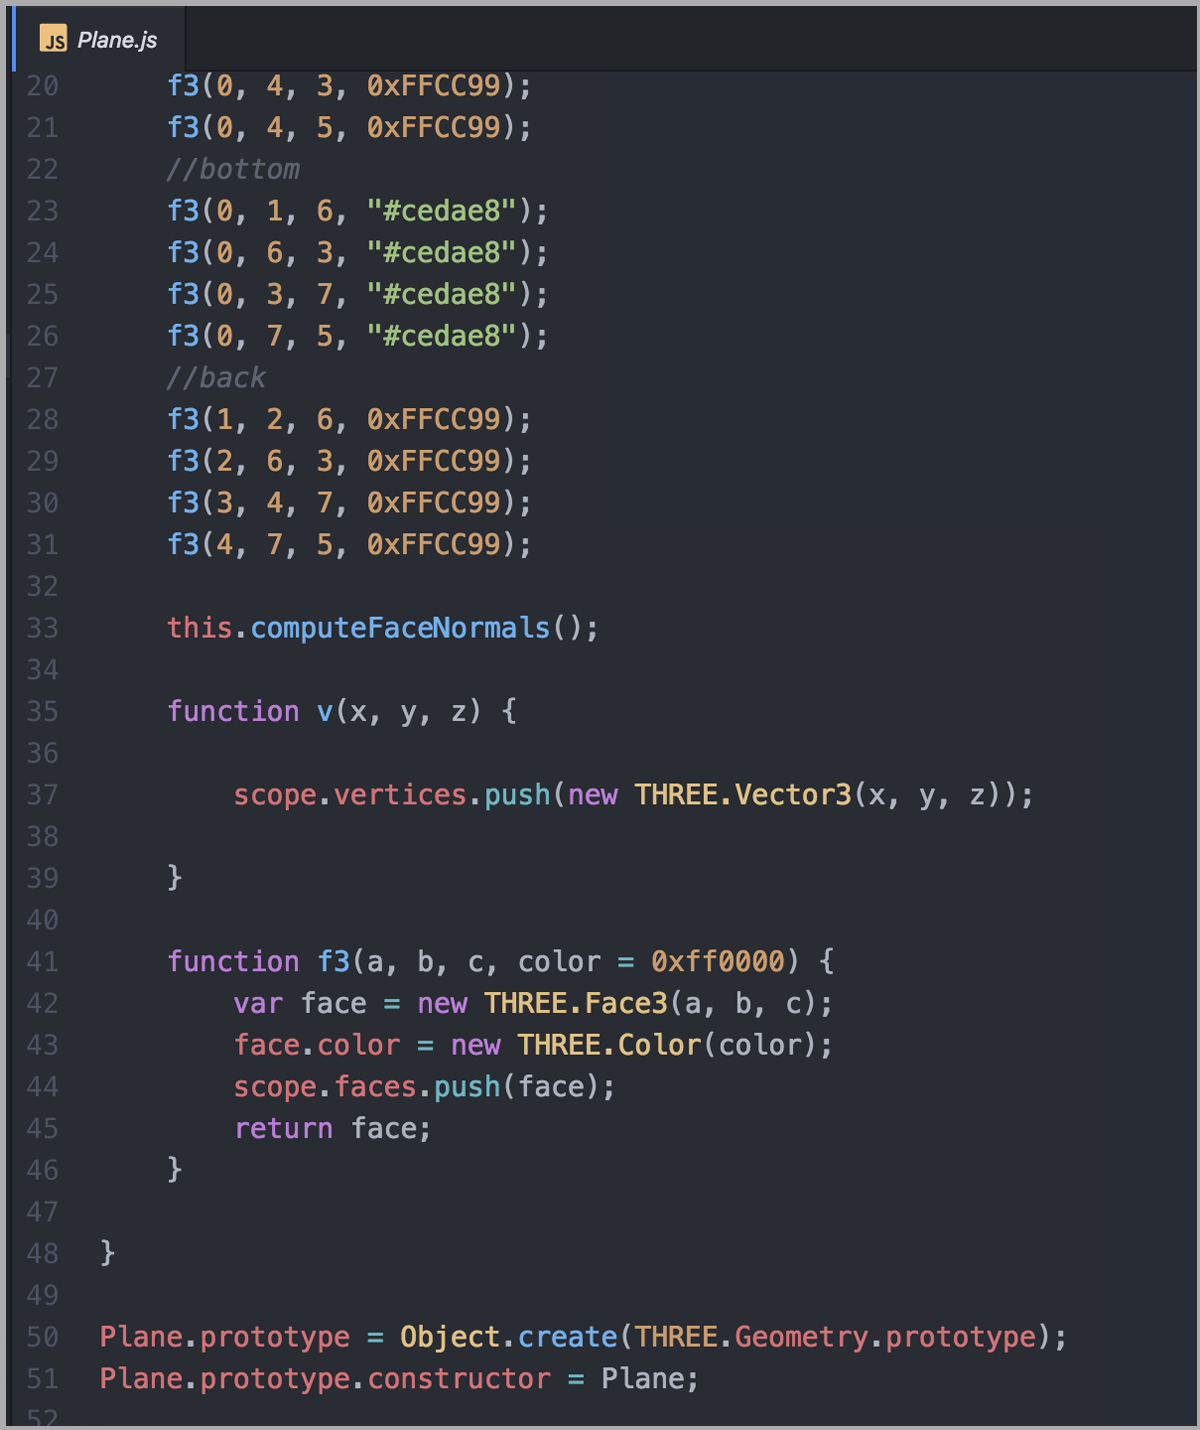 JS Plane.js
20 f3(0, 4, 3, 0xFFCC99);
21 f3(0, 4, 5, 0xFFCC99);
22 //bottom
23 f3(0, 1, 6, "#cedae8");
24 f3(0, 6, 3, "#cedae8");
25 f3(0, 3, 7, "#cedae8");
26 f3(0, 7, 5, "#cedae8");
27 //back
28 f3(1, 2, 6, 0xFFCC99);
29 f3(2, 6, 3, 0xFFCC99);
30 f3(3, 4, 7, 0xFFCC99);
31 f3(4, 7, 5, 0xFFCC99);
32
33 this.computeFaceNormals();
34
35 function v(x, y, z) {
36
37 scope.vertices.push(new THREE.Vector3(x, y, z));
38
39 }
40
41 function f3(a, b, c, color = 0xff0000) {
42 var face = new THREE.Face3(a, b, c);
43 face.color = new THREE.Color(color);
44 scope.faces.push(face);
45 return face;
46 }
47
48 }
49
50 Plane.prototype = Object.create(THREE.Geometry.prototype);
51 Plane.prototype.constructor = Plane;
52